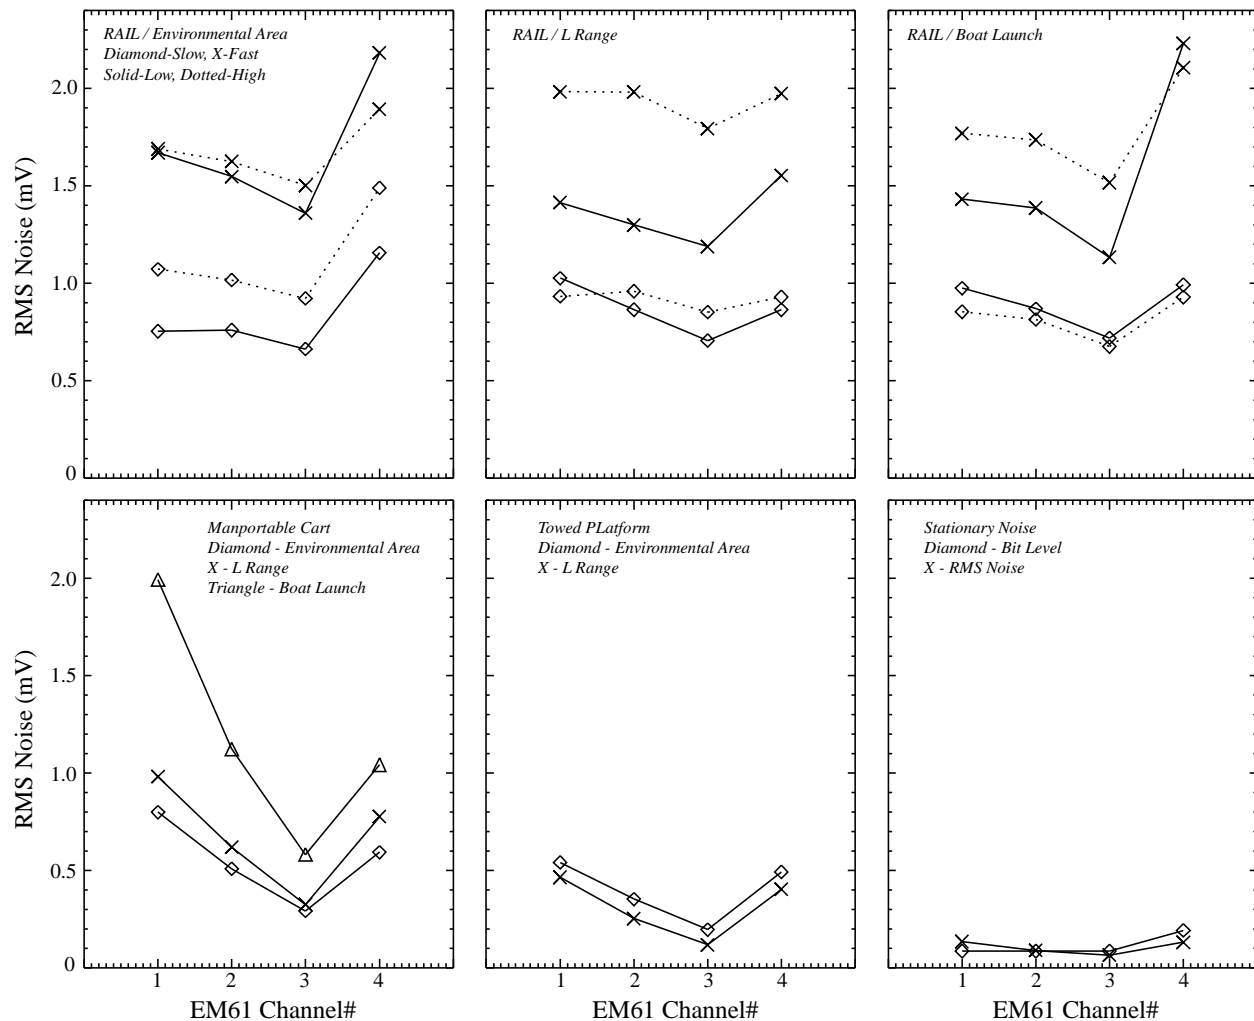 RAIL / Environmental Area
Diamond-Slow, X-Fast
Solid-Low, Dotted-High
RAIL / L Range
RAIL / Boat Launch
2.0
1.5
1.0
0.5
0
RMS Noise (mV)
Manportable Cart
Diamond - Environmental Area
X - L Range
Triangle - Boat Launch
Towed PLatform
Diamond - Environmental Area
X - L Range
Stationary Noise
Diamond - Bit Level
X - RMS Noise
2.0
1.5
1.0
0.5
0
RMS Noise (mV)
1 2 3 4
1 2 3 4
1 2 3 4
EM61 Channel#
EM61 Channel#
EM61 Channel#